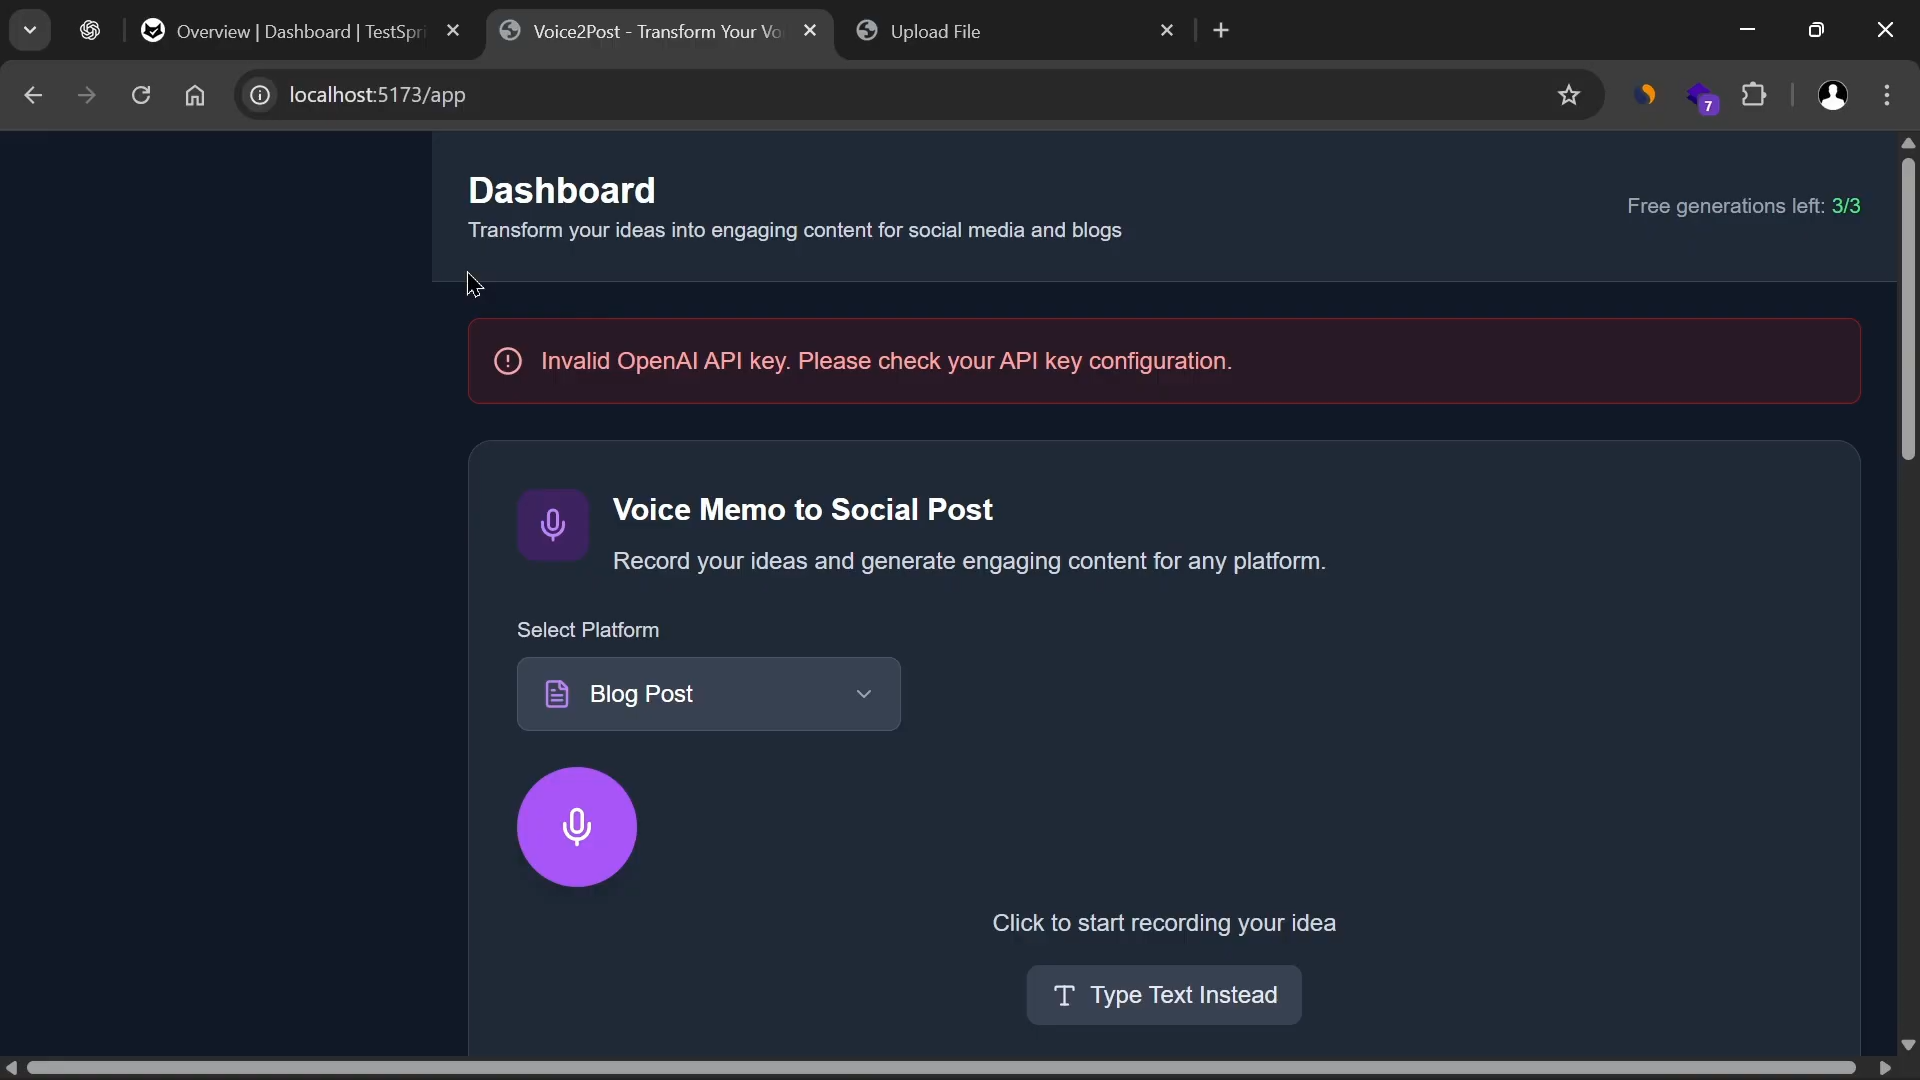 Overview | Dashboard | TestSpri
Voice2Post - Transform Your Vo
Upload File
localhost:5173/app
7
Dashboard
Transform your ideas into engaging content for social media and blogs
Free generations left: 3/3
Invalid OpenAI API key. Please check your API key configuration.
Voice Memo to Social Post
Record your ideas and generate engaging content for any platform.
Select Platform
Blog Post
Click to start recording your idea
Type Text Instead